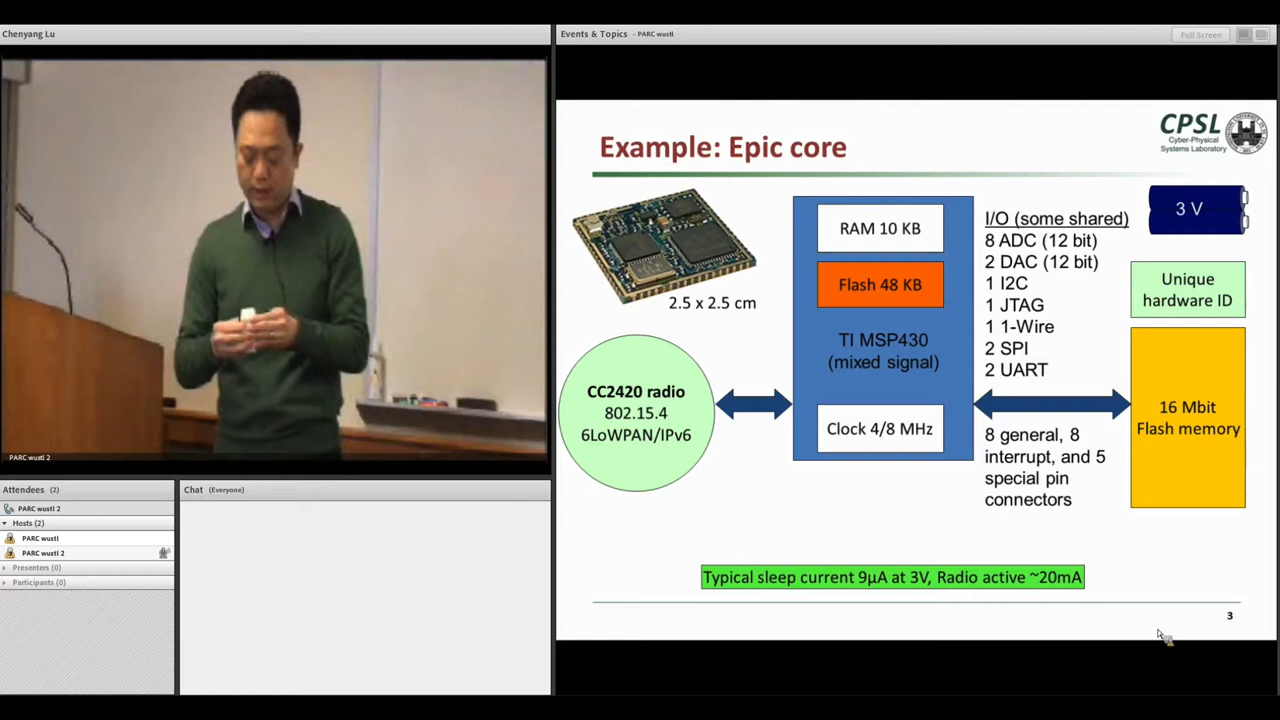 Chenyang Lu
PARC wustl 2
Attendees (2)
PARC wustl 2
Hosts (2)
PARC wustl
PARC wustl 2
Presenters (0)
Participants (0)
Chat (Everyone)
Events & Topics - PARC wustl
Full Screen
Example: Epic core
CPSL
Cyber-Physical
Systems Laboratory
2.5 x 2.5 cm
CC2420 radio
802.15.4
6LoWPAN/IPv6
RAM 10 KB
Flash 48 KB
TI MSP430
(mixed signal)
Clock 4/8 MHz
I/O (some shared)
8 ADC (12 bit)
2 DAC (12 bit)
1 I2C
1 JTAG
1 1-Wire
2 SPI
2 UART
8 general, 8
interrupt, and 5
special pin
connectors
3 V
Unique
hardware ID
16 Mbit
Flash memory
Typical sleep current 9µA at 3V, Radio active ~20mA
3